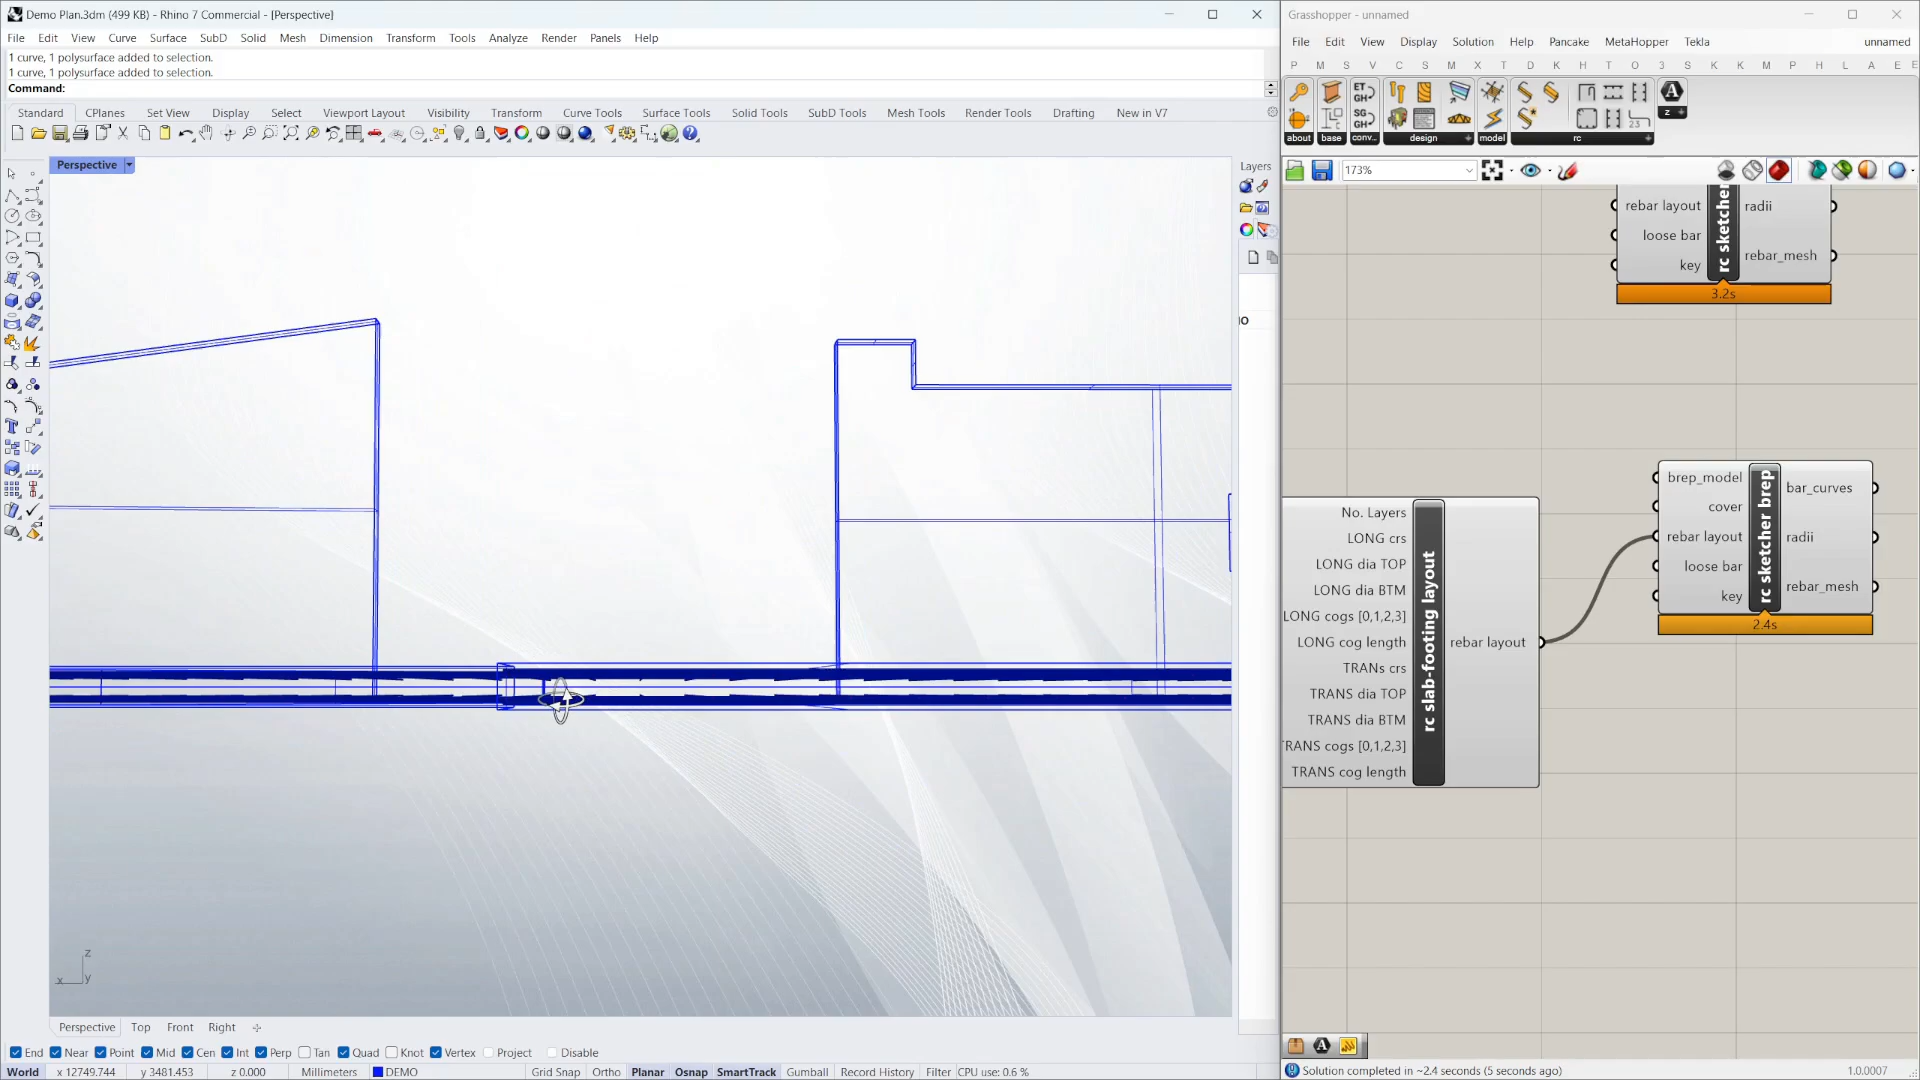 Demo Plan.3dm (499 KB) - Rhino 7 Commercial - [Perspective]
File Edit View Curve Surface SubD Solid Mesh Dimension Transform Tools Analyze Render Panels Help
1 curve, 1 polysurface added to selection.
1 curve, 1 polysurface added to selection.
Command:
Standard CPlanes Set View Display Select Viewport Layout Visibility Transform Curve Tools Surface Tools Solid Tools SubD Tools Mesh Tools Render Tools Drafting New in V7
Perspective
Layers
z
x y
Perspective Top Front Right
End Near Point Mid Cen Int Perp Tan Quad Knot Vertex Project Disable
World x 12749.744 y 3481.453 z 0.000 Millimeters DEMO Grid Snap Ortho Planar Osnap SmartTrack Gumball Record History Filter CPU use: 0.6 %
Grasshopper - unnamed
File Edit View Display Solution Help Pancake MetaHopper Tekla unnamed
P M S V C S M X T D K H T O 3 S K K M P H L A E E
ET GH
SG GH
A
about base conv... design model rc z
173%
rebar layout
loose bar
key
rc sketcher
radii
rebar_mesh
3.2s
brep_model
cover
rebar layout
loose bar
key
rc sketcher brep
bar_curves
radii
rebar_mesh
2.4s
No. Layers
LONG crs
LONG dia TOP
LONG dia BTM
LONG cogs [0,1,2,3]
LONG cog length
TRANs crs
TRANS dia TOP
TRANS dia BTM
TRANS cogs [0,1,2,3]
TRANS cog length
rc slab-footing layout
rebar layout
Solution completed in ~2.4 seconds (5 seconds ago) 1.0.0007